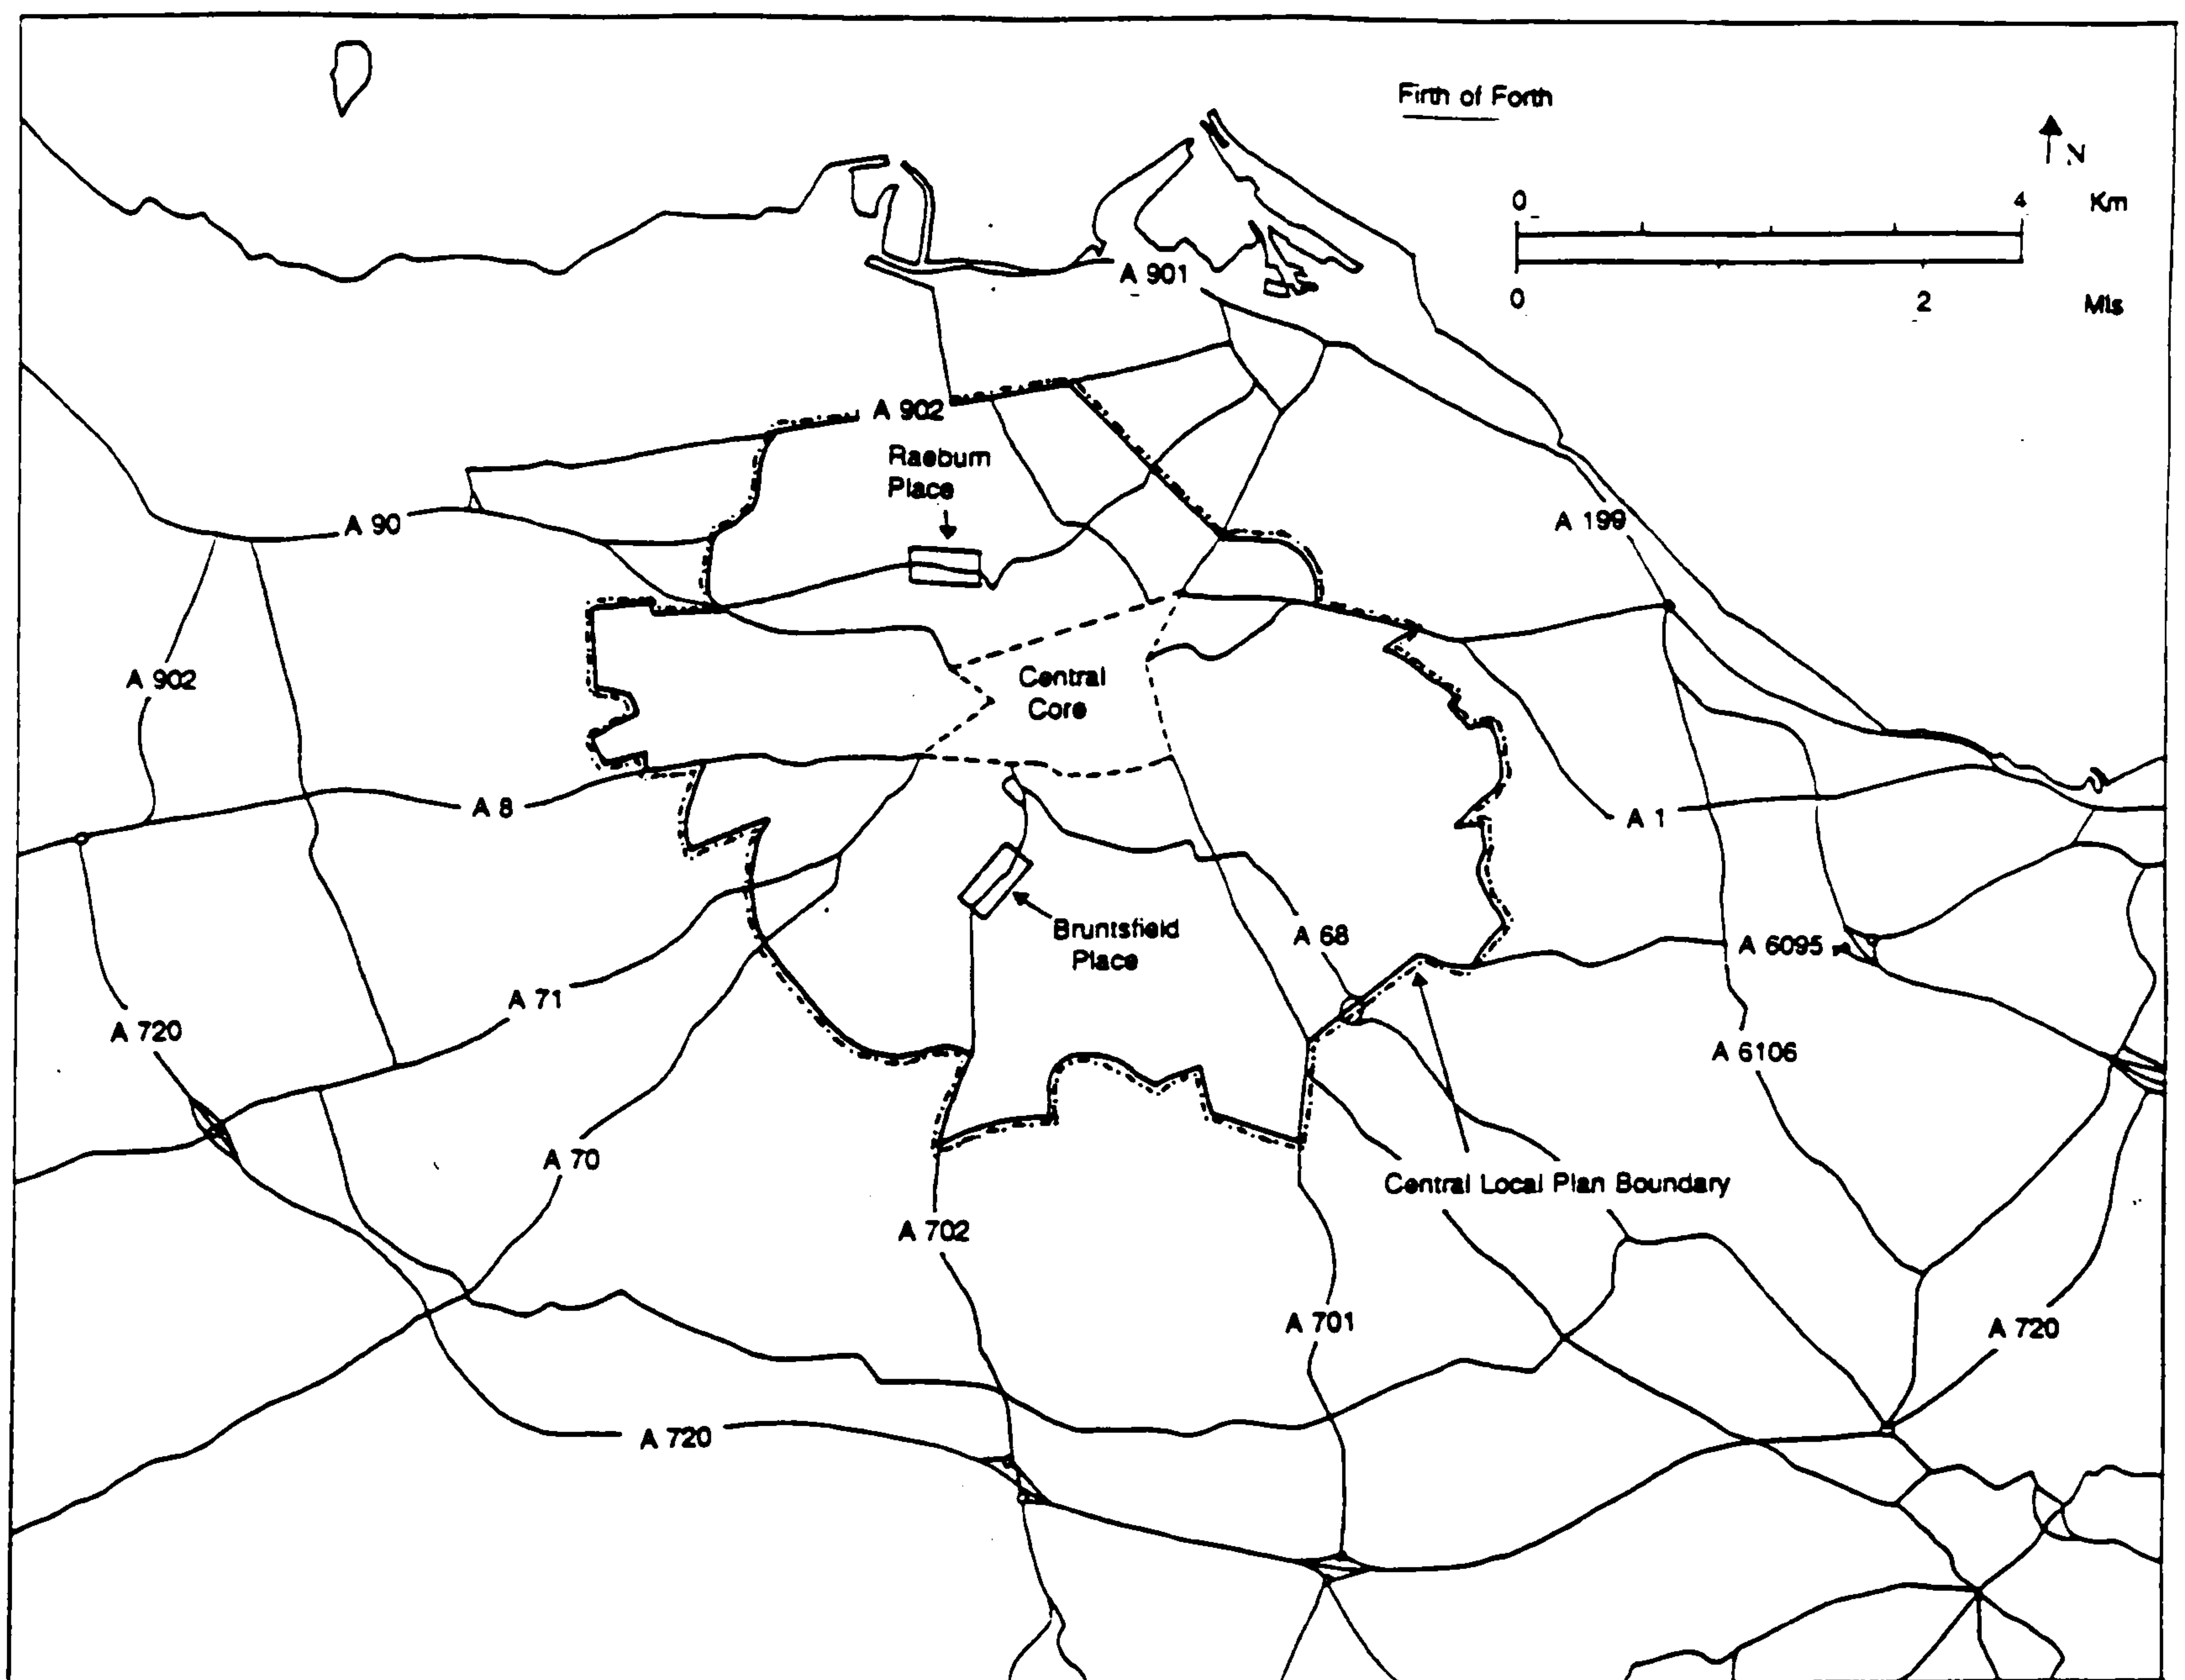 Firth of Forth
N
0 4 Km
0 2 Mls
A 901
A 902
Raeburn
Place
A 90
A 199
A 902
Central
Core
A 8
A 1
Bruntsfield
Place
A 68
A 6095
A 71
A 720
A 6106
A 70
Central Local Plan Boundary
A 702
A 701
A 720
A 720